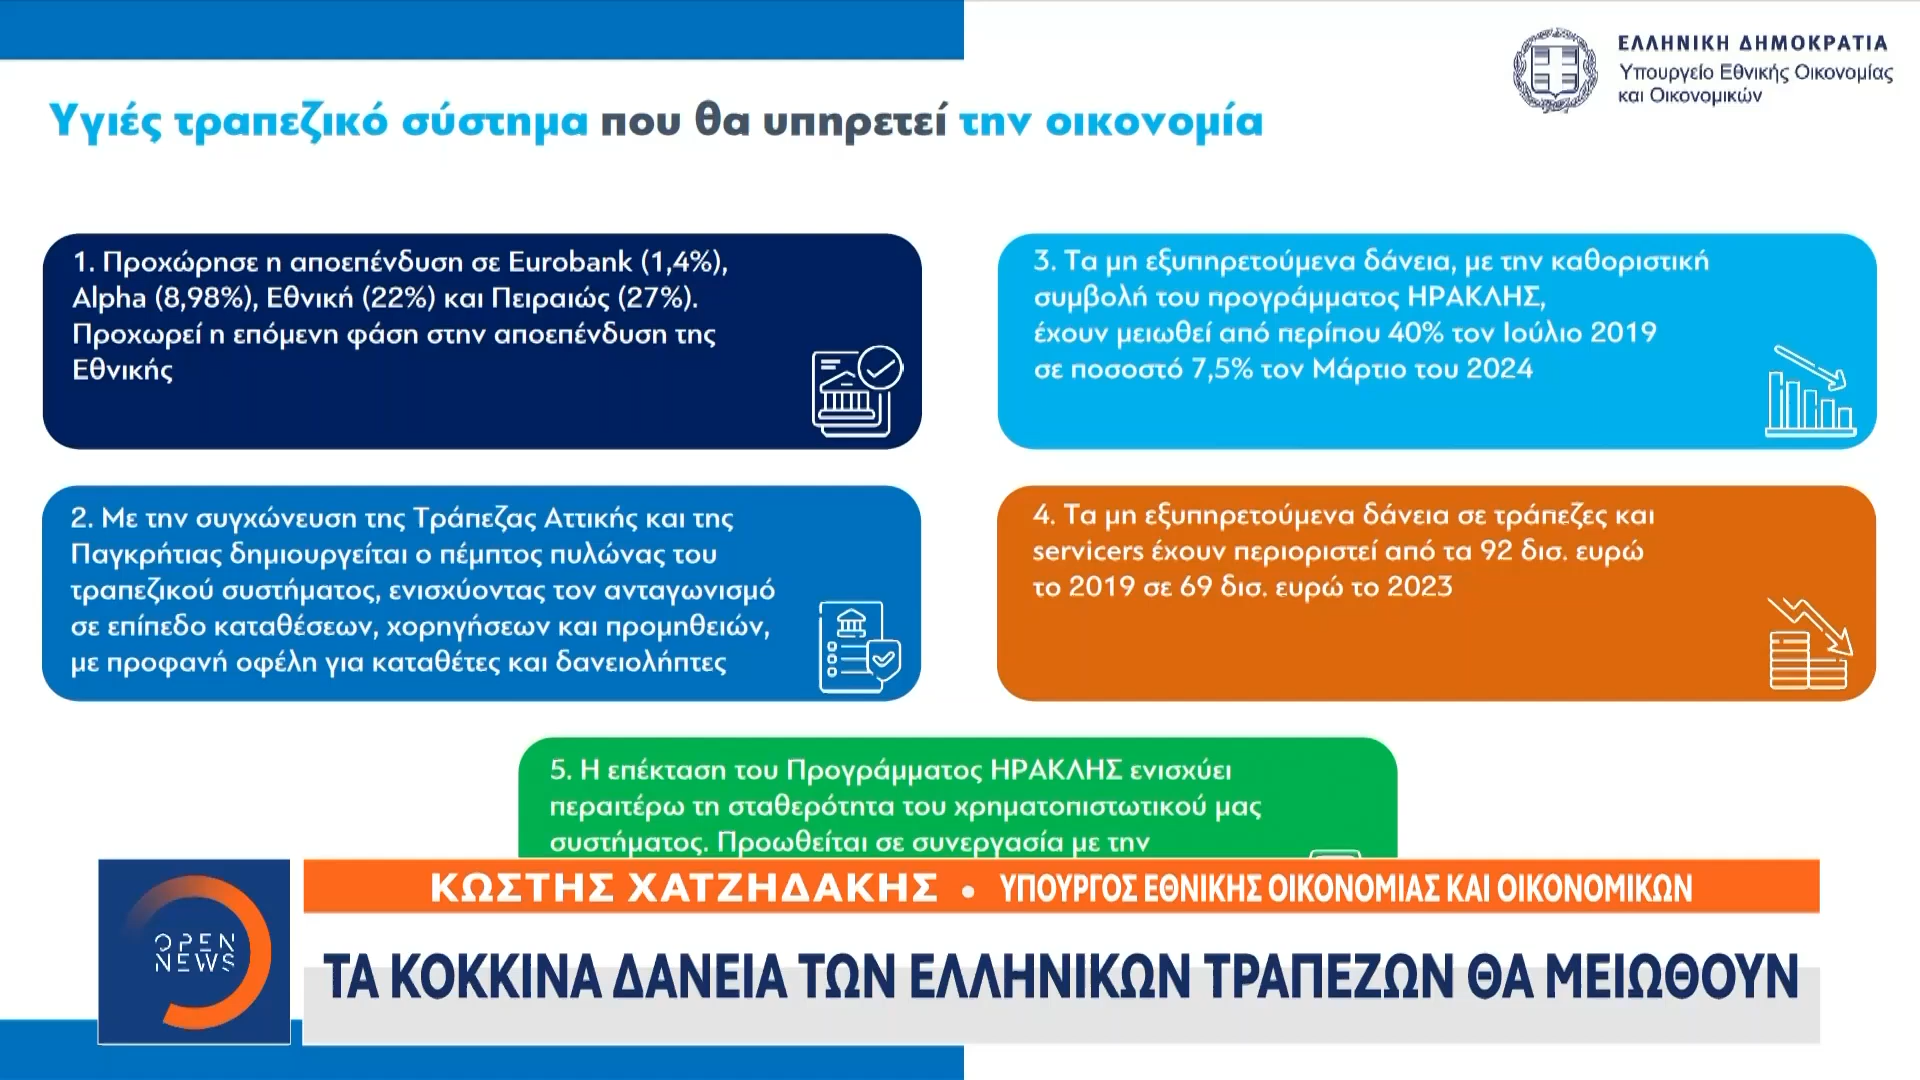 ΕΛΛΗΝΙΚΗ ΔΗΜΟΚΡΑΤΙΑ
Υπουργείο Εθνικής Οικονομίας
και Οικονομικών
Υγιές τραπεζικό σύστημα που θα υπηρετεί την οικονομία
1. Προχώρησε η αποεπένδυση σε Eurobank (1,4%),
Alpha (8,98%), Εθνική (22%) και Πειραιώς (27%).
Προχωρεί η επόμενη φάση στην αποεπένδυση της
Εθνικής
2. Με την συγχώνευση της Τράπεζας Αττικής και της
Παγκρήτιας δημιουργείται ο πέμπτος πυλώνας του
τραπεζικού συστήματος, ενισχύοντας τον ανταγωνισμό
σε επίπεδο καταθέσεων, χορηγήσεων και προμηθειών,
με προφανή οφέλη για καταθέτες και δανειολήπτες
3. Τα μη εξυπηρετούμενα δάνεια, με την καθοριστική
συμβολή του προγράμματος ΗΡΑΚΛΗΣ,
έχουν μειωθεί από περίπου 40% τον Ιούλιο 2019
σε ποσοστό 7,5% τον Μάρτιο του 2024
4. Τα μη εξυπηρετούμενα δάνεια σε τράπεζες και
servicers έχουν περιοριστεί από τα 92 δισ. ευρώ
το 2019 σε 69 δισ. ευρώ το 2023
5. Η επέκταση του Προγράμματος ΗΡΑΚΛΗΣ ενισχύει
περαιτέρω τη σταθερότητα του χρηματοπιστωτικού μας
συστήματος. Προωθείται σε συνεργασία με την
ΚΩΣΤΗΣ ΧΑΤΖΗΔΑΚΗΣ • ΥΠΟΥΡΓΟΣ ΕΘΝΙΚΗΣ ΟΙΚΟΝΟΜΙΑΣ ΚΑΙ ΟΙΚΟΝΟΜΙΚΩΝ
OPEN
NEWS
ΤΑ ΚΟΚΚΙΝΑ ΔΑΝΕΙΑ ΤΩΝ ΕΛΛΗΝΙΚΩΝ ΤΡΑΠΕΖΩΝ ΘΑ ΜΕΙΩΘΟΥΝ